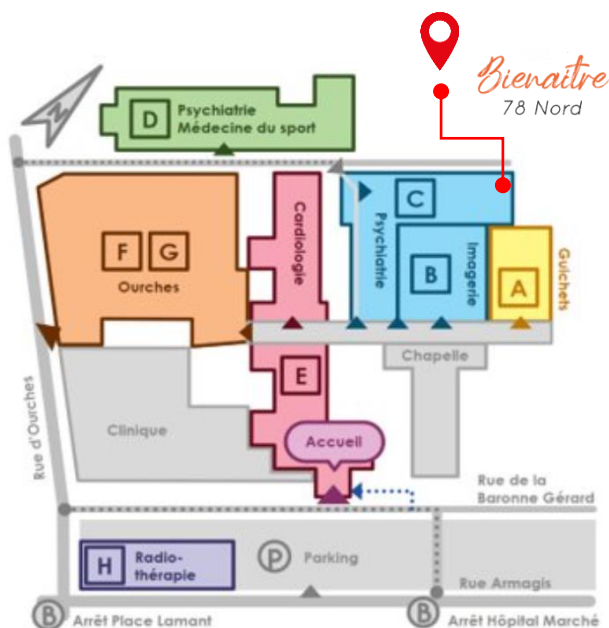 Bienaitre
78 Nord
N
D
Psychiatrie
Médecine du sport
C
Psychiatrie
Cardiologie
F
G
Ourches
B
Imagerie
A
Guichets
Chapelle
E
Clinique
Accueil
Rue d'Ourches
Rue de la
Baronne Gérard
H
Radio-
thérapie
P
Parking
Rue Armagis
B
Arrêt Place Lamant
B
Arrêt Hôpital Marché